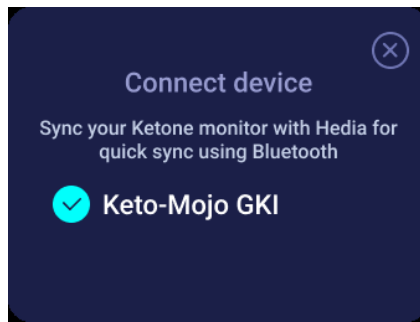 Connect device
Sync your Ketone monitor with Hedia for
quick sync using Bluetooth
Keto-Mojo GKI